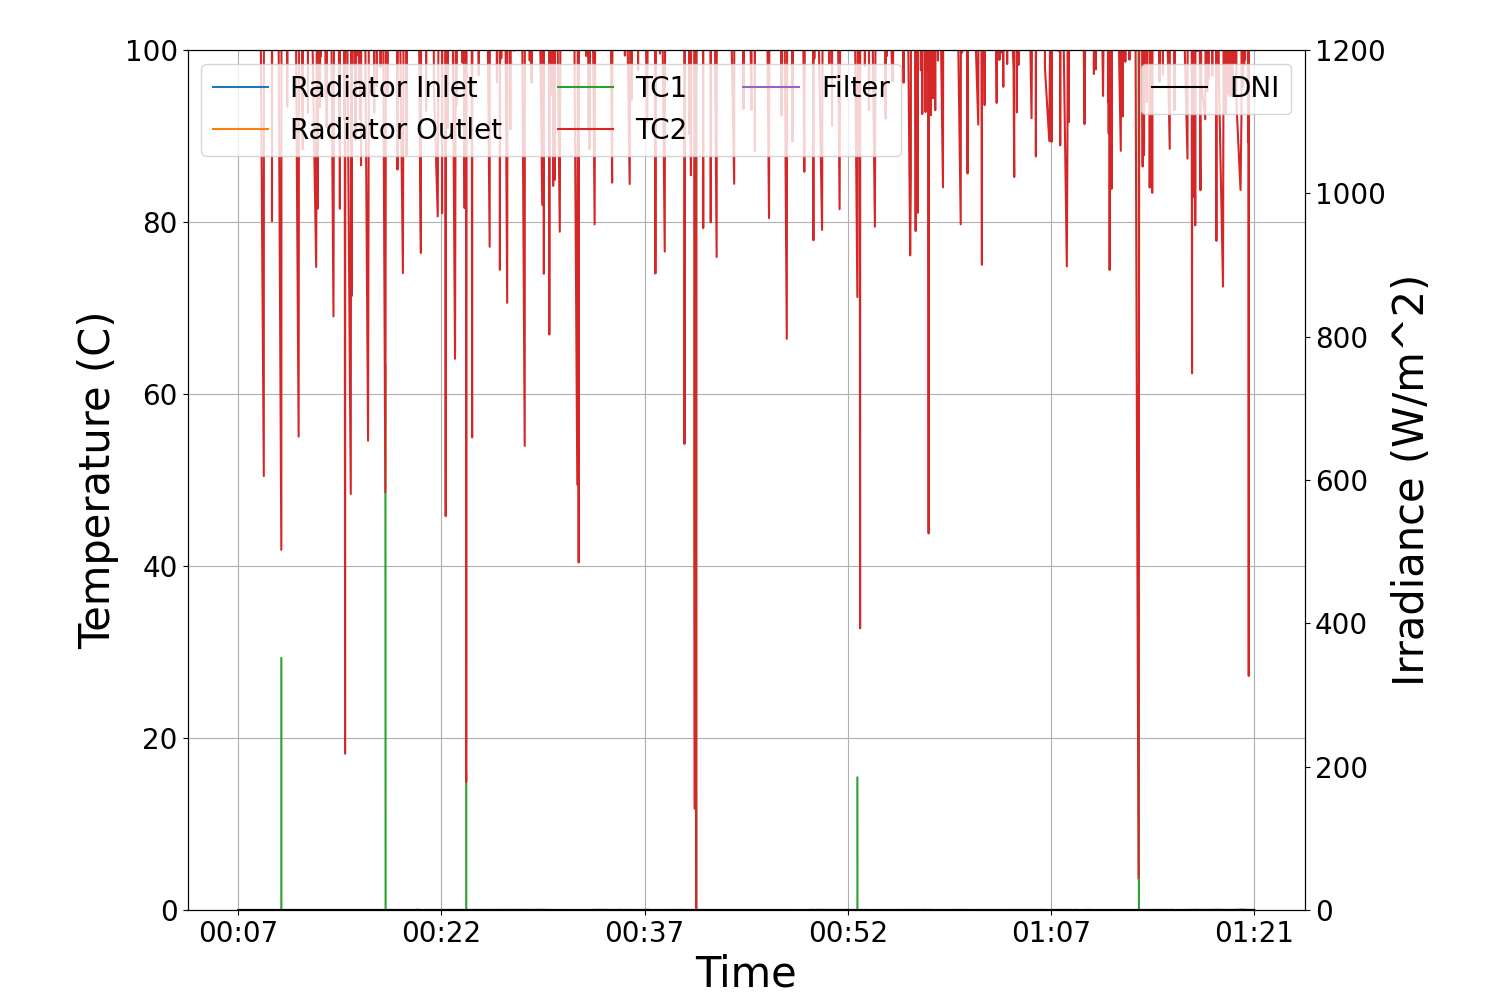 100
80
60
40
20
0
Temperature (C)
Radiator Inlet
Radiator Outlet
TC1
TC2
Filter
DNI
1200
1000
800
600
400
200
0
Irradiance (W/m^2)
00:07
00:22
00:37
00:52
01:07
01:21
Time